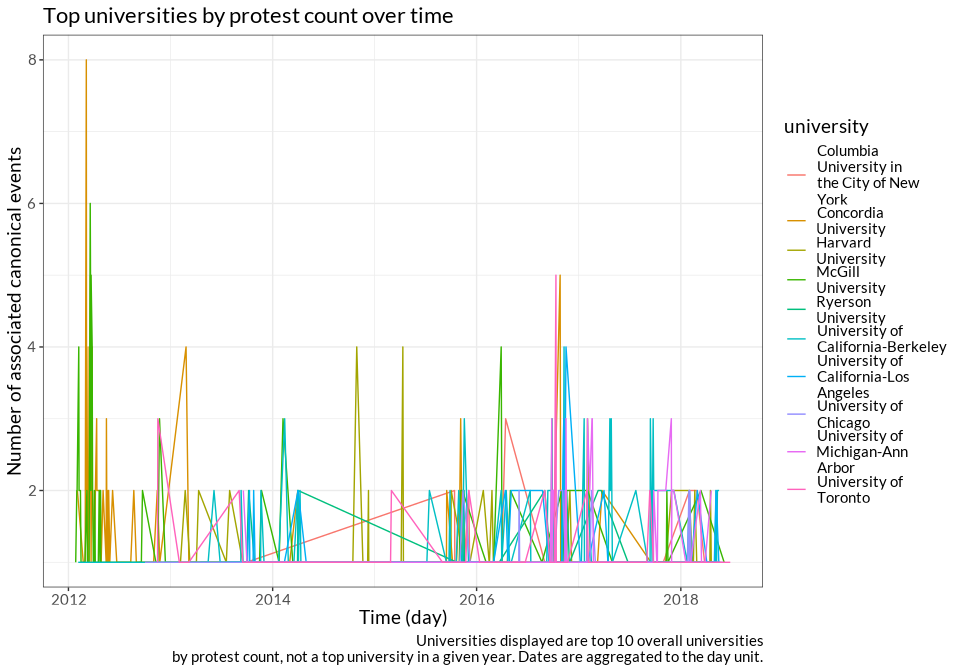 Top universities by protest count over time
Number of associated canonical events
8
6
4
2
2012
2014
2016
2018
Time (day)
university
Columbia
University in
the City of New
York
Concordia
University
Harvard
University
McGill
University
Ryerson
University
University of
California-Berkeley
University of
California-Los
Angeles
University of
Chicago
University of
Michigan-Ann
Arbor
University of
Toronto
Universities displayed are top 10 overall universities
by protest count, not a top university in a given year. Dates are aggregated to the day unit.